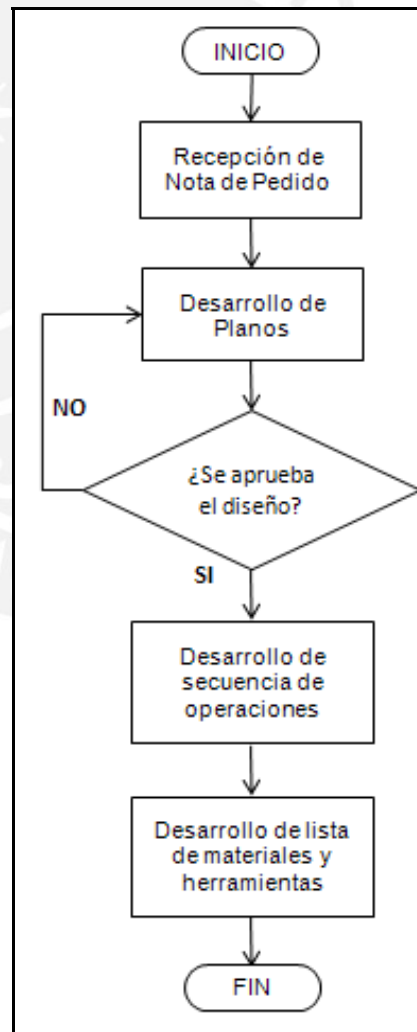 INICIO
Recepción de
Nota de Pedido
Desarrollo de
Planos
NO
¿Se aprueba
el diseño?
SI
Desarrollo de
secuencia de
operaciones
Desarrollo de lista
de materiales y
herramientas
FIN